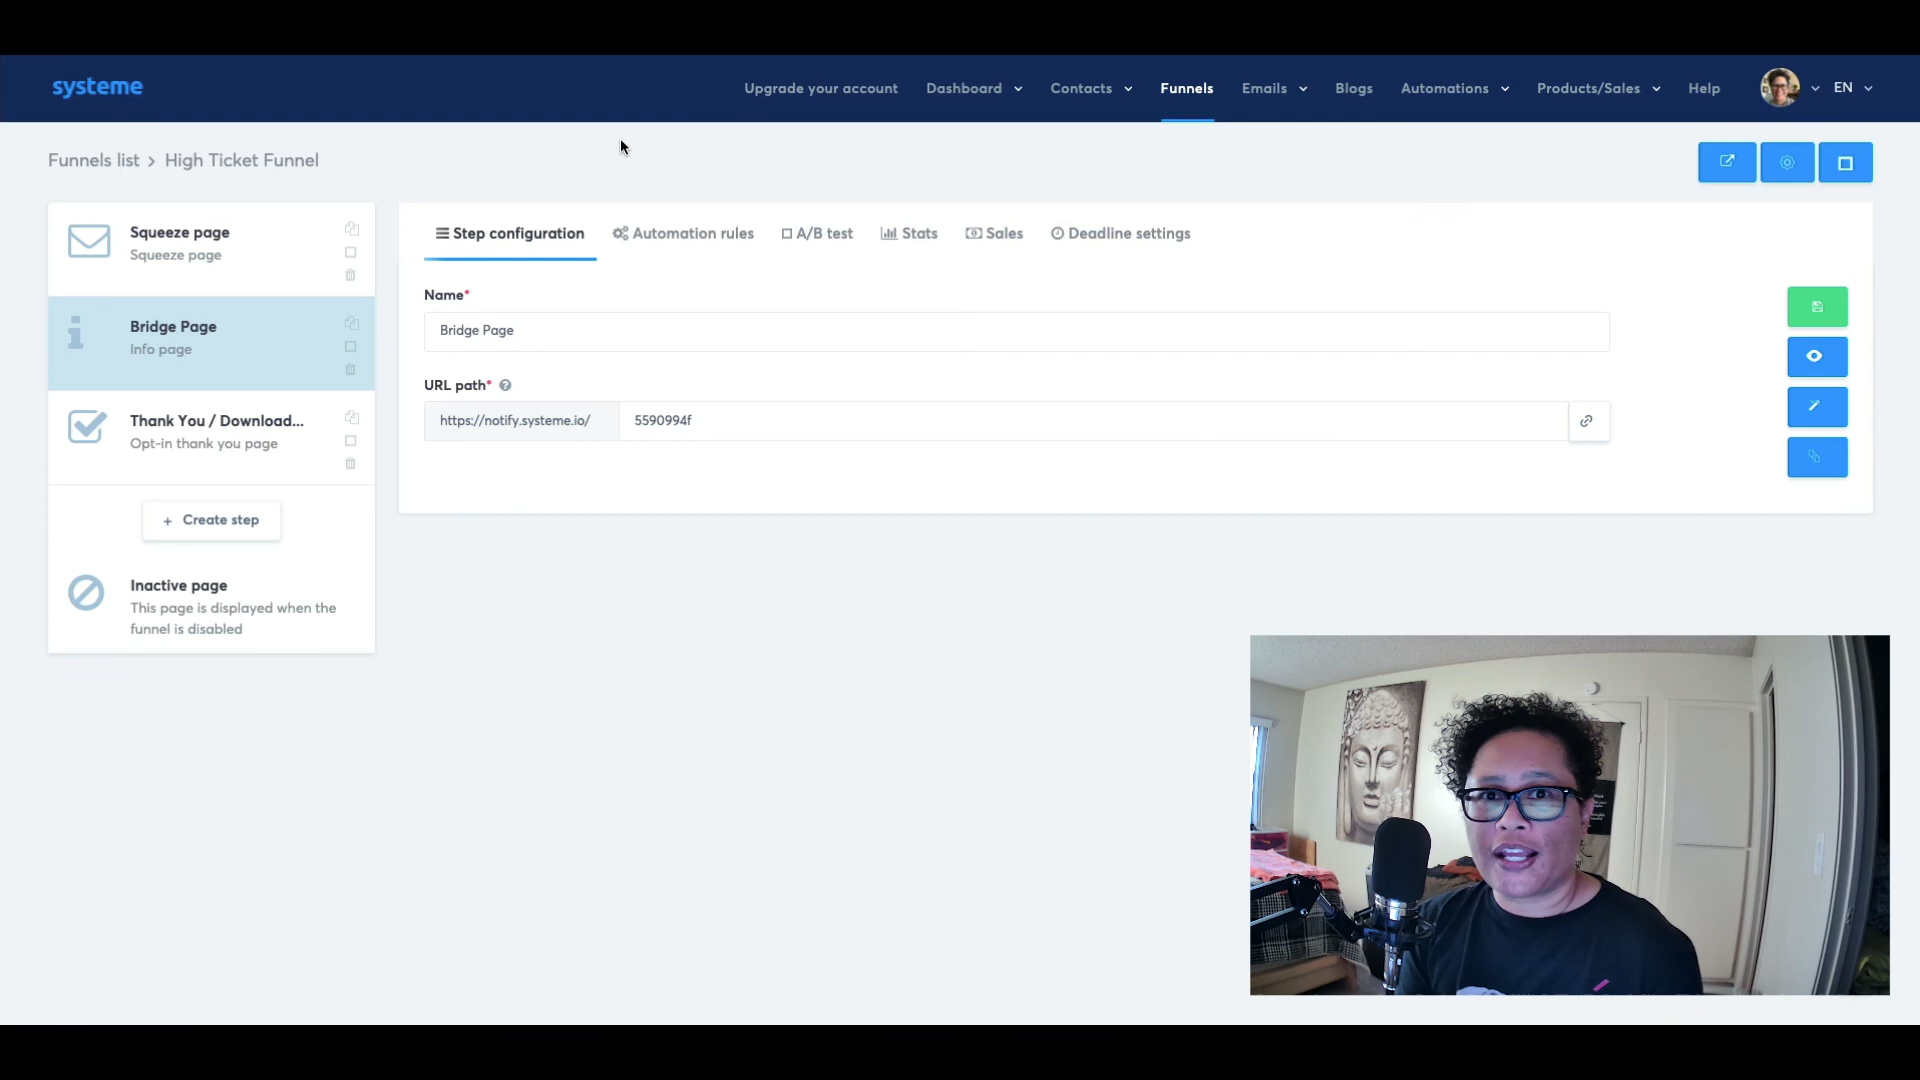 systeme
Upgrade your account
Dashboard
Contacts
Funnels
Emails
Blogs
Automations
Products/Sales
Help
EN
Funnels list > High Ticket Funnel
Squeeze page
Squeeze page
Bridge Page
Info page
Thank You / Download...
Opt-in thank you page
+ Create step
Inactive page
This page is displayed when the
funnel is disabled
Step configuration
Automation rules
A/B test
Stats
Sales
Deadline settings
Name*
Bridge Page
URL path* ?
https://notify.systeme.io/
5590994f